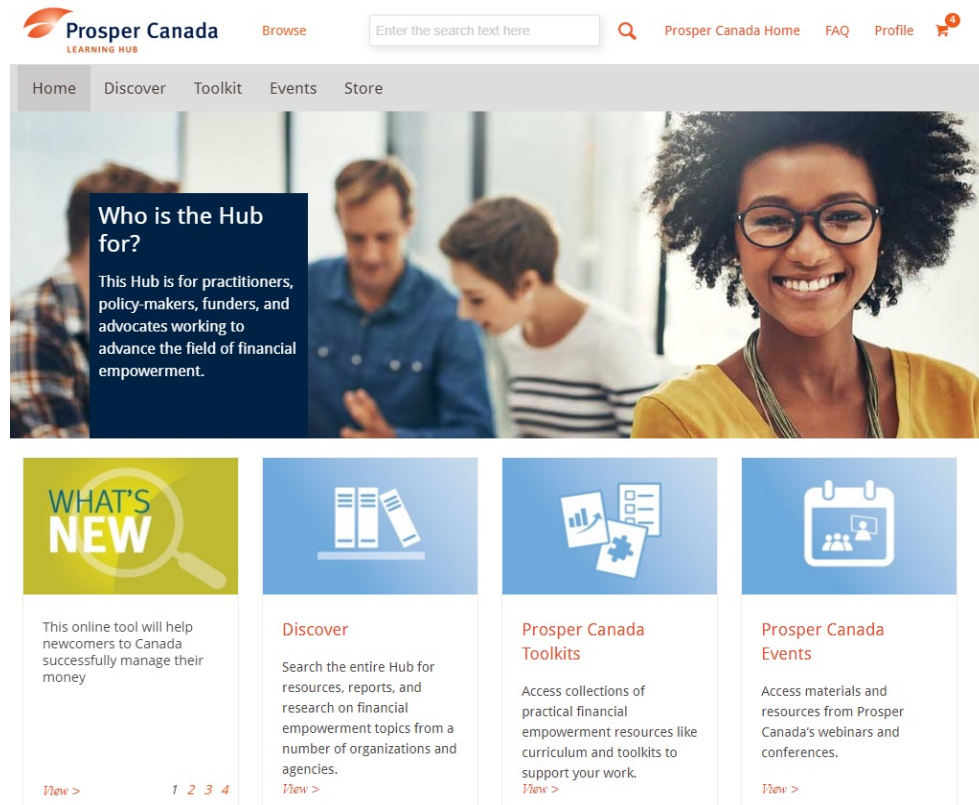 Prosper Canada
LEARNING HUB
Browse
Enter the search text here
Prosper Canada Home
FAQ
Profile
4
Home
Discover
Toolkit
Events
Store
Who is the Hub
for?
This Hub is for practitioners,
policy-makers, funders, and
advocates working to
advance the field of financial
empowerment.
WHAT'S
NEW
This online tool will help
newcomers to Canada
successfully manage their
money
View >
1 2 3 4
Discover
Search the entire Hub for
resources, reports, and
research on financial
empowerment topics from a
number of organizations and
agencies.
View >
Prosper Canada
Toolkits
Access collections of
practical financial
empowerment resources like
curriculum and toolkits to
support your work.
View >
Prosper Canada
Events
Access materials and
resources from Prosper
Canada's webinars and
conferences.
View >